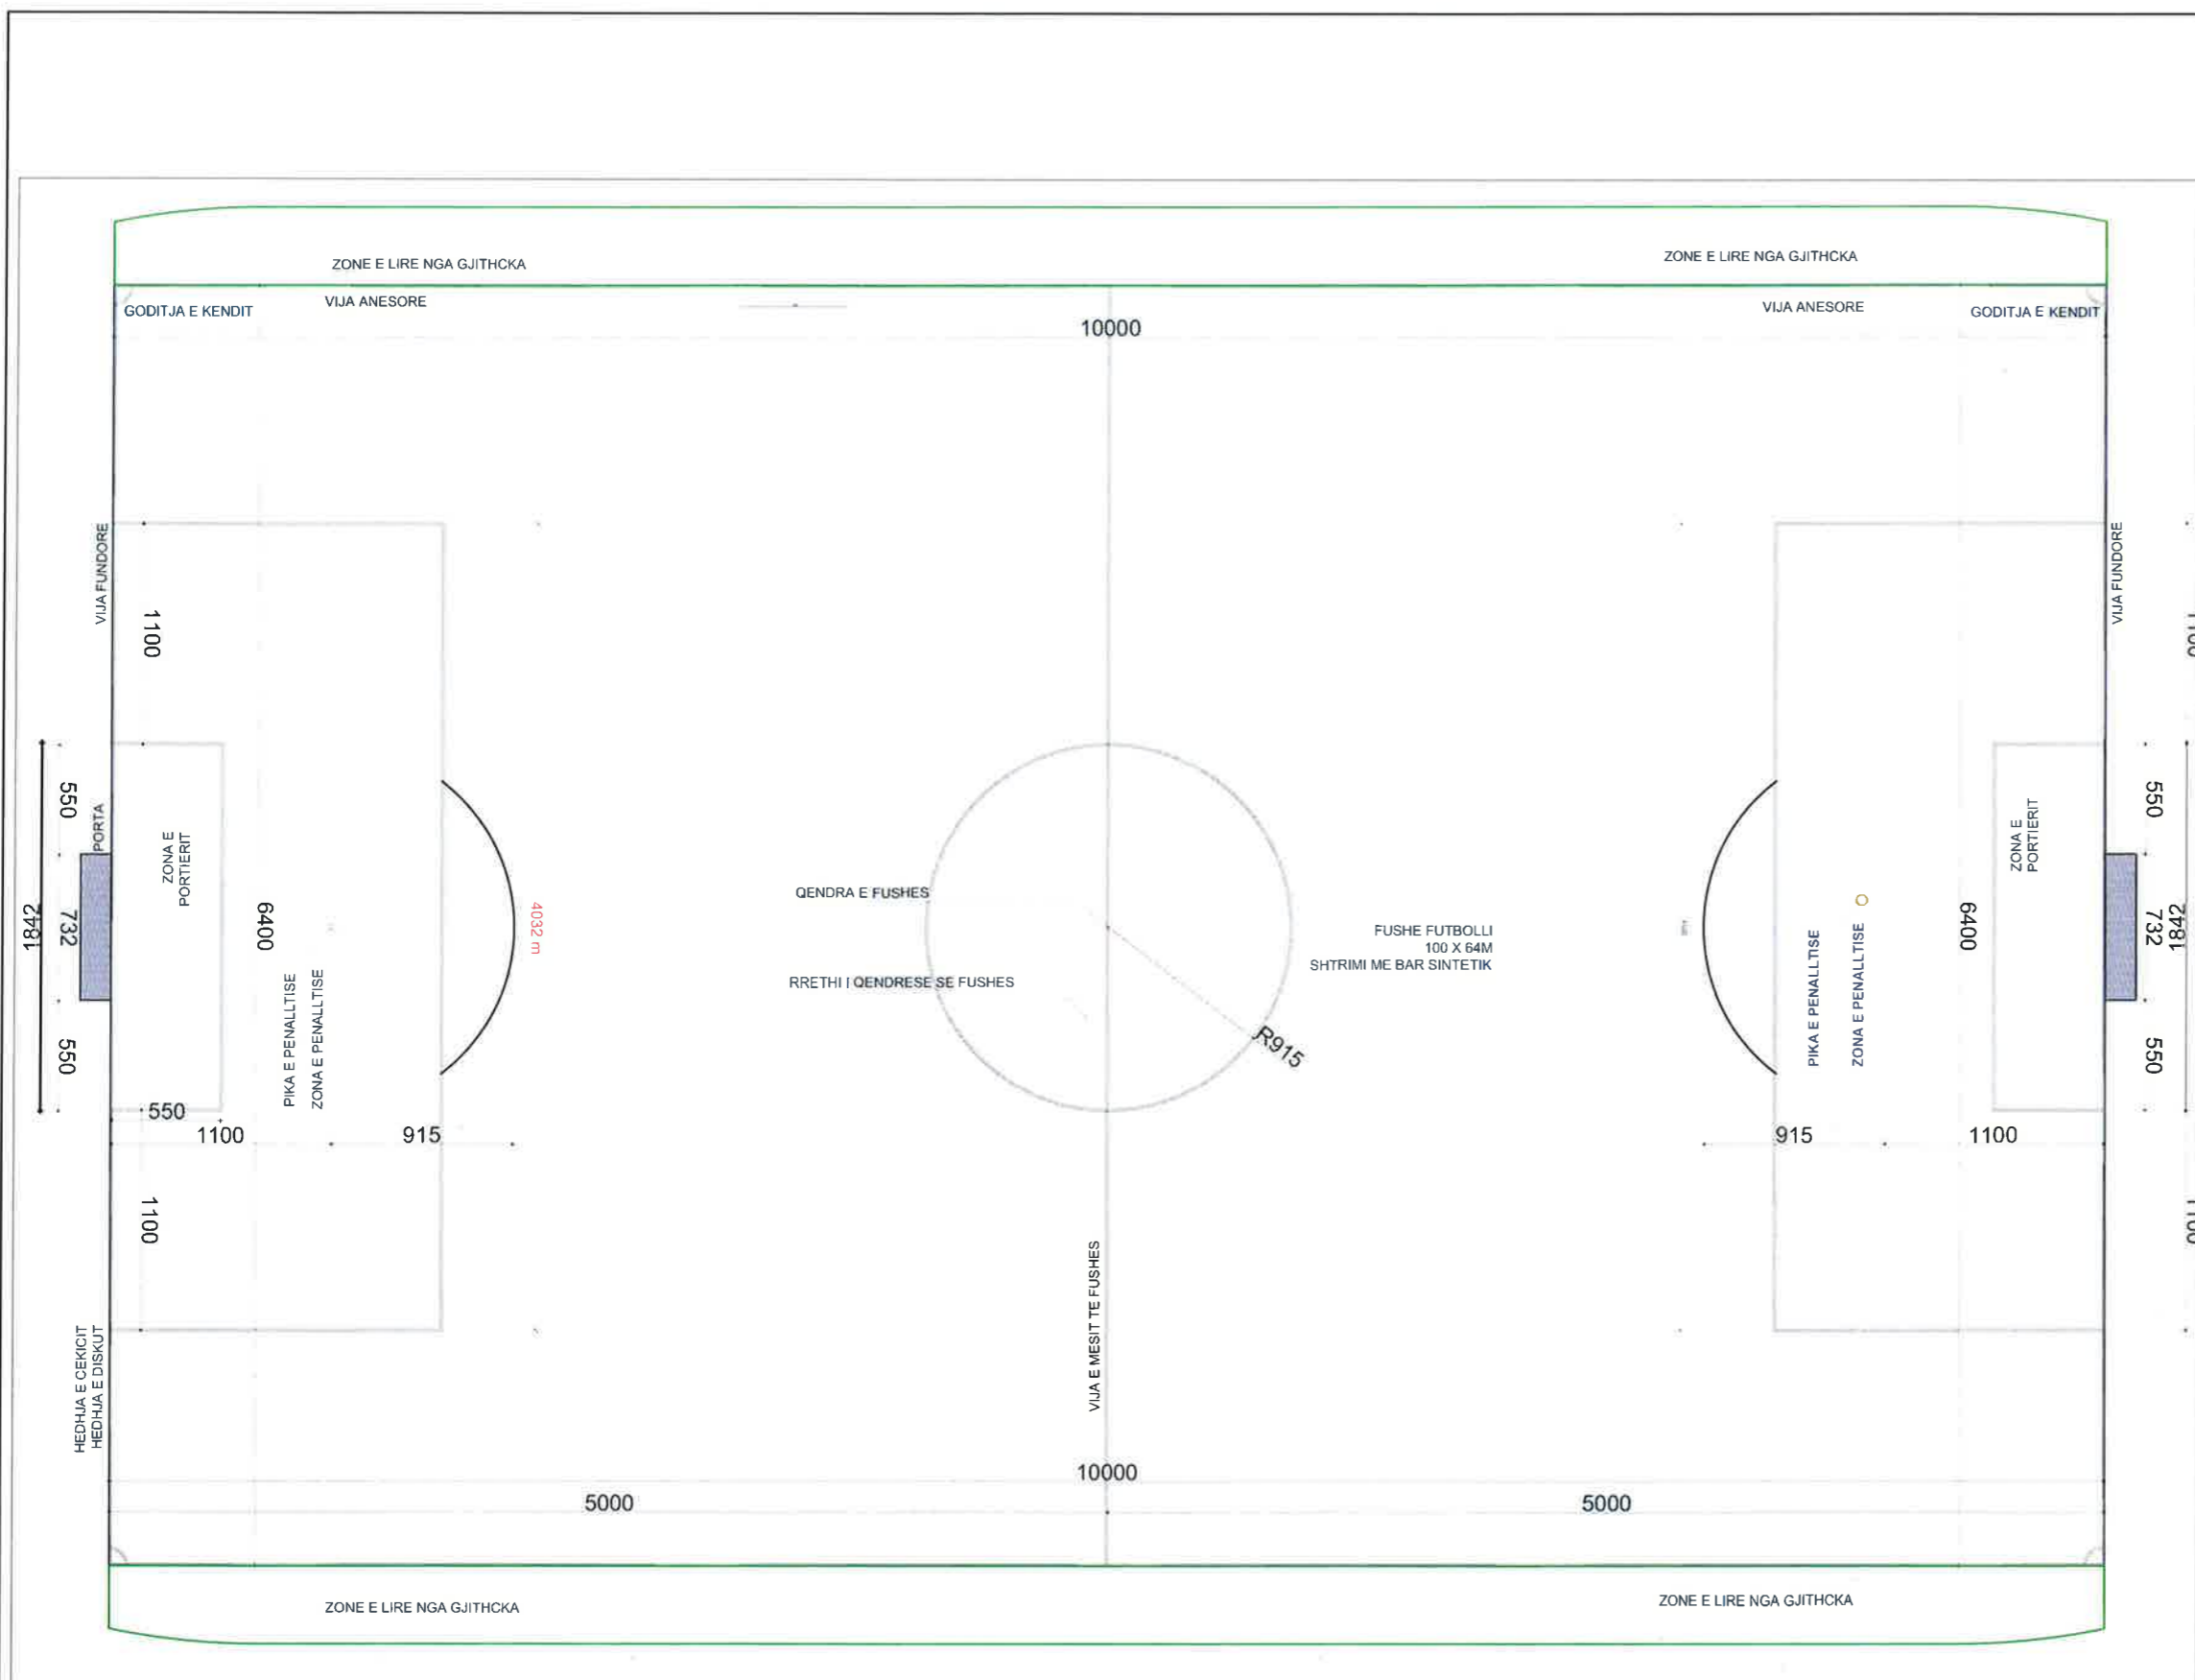 ZONE E LIRE NGA GJITHCKA
ZONE E LIRE NGA GJITHCKA
GODITJA E KENDIT
VIJA ANESORE
VIJA ANESORE
GODITJA E KENDIT
10000
VIJA FUNDORE
VIJA FUNDORE
1100
1100
550
PORTA
ZONA E
PORTIERIT
1842
732
550
6400
PIKA E PENALLTISE
ZONA E PENALLTISE
4032 m
QENDRA E FUSHES
RRETHI I QENDRESE SE FUSHES
R915
FUSHE FUTBOLLI
100 X 64M
SHTRIMI ME BAR SINTETIK
PIKA E PENALLTISE
ZONA E PENALLTISE
6400
ZONA E
PORTIERIT
550
732
1842
550
550
1100
915
915
1100
1100
1100
HEDHJA E CEKICIT
HEDHJA E DISKUT
VIJA E MESIT TE FUSHES
10000
5000
5000
ZONE E LIRE NGA GJITHCKA
ZONE E LIRE NGA GJITHCKA